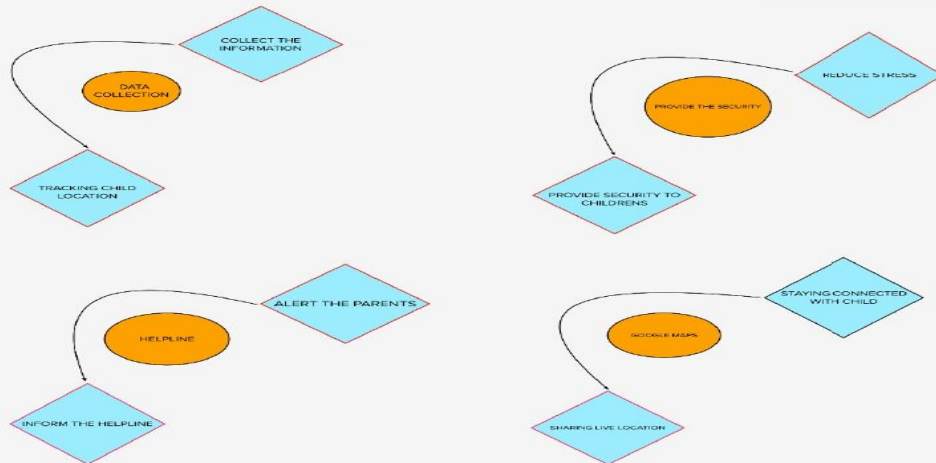 COLLECT THE
INFORMATION
DATA
COLLECTION
TRACKING CHILD
LOCATION
REDUCE STRESS
PROVIDE THE SECURITY
PROVIDE SECURITY TO
CHILDRENS
ALERT THE PARENTS
HELPLINE
INFORM THE HELPLINE
STAYING CONNECTED
WITH CHILD
GOOGLE MAPS
SHARING LIVE LOCATION